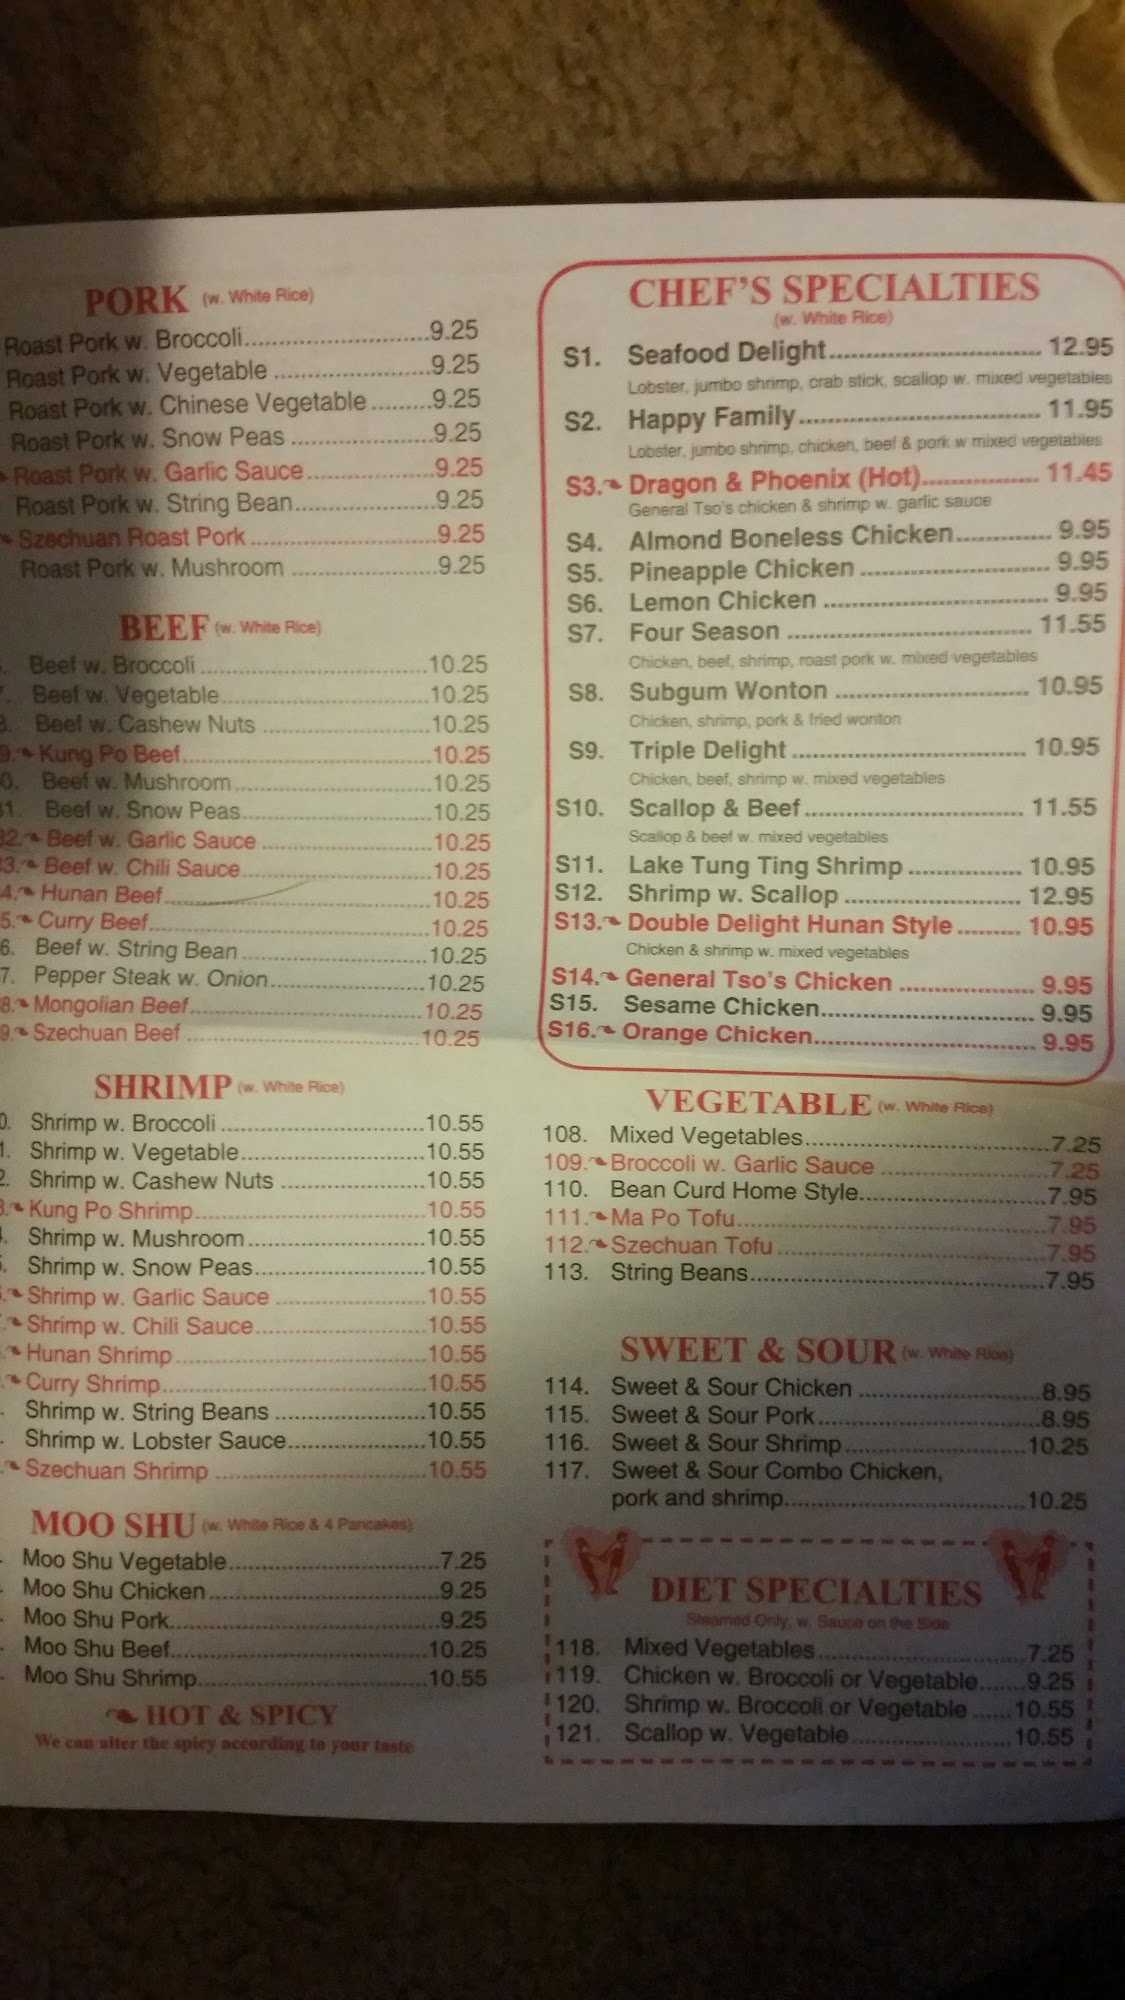 PORK (w. White Rice)
Roast Pork w. Broccoli 9.25
Roast Pork w. Vegetable 9.25
Roast Pork w. Chinese Vegetable 9.25
Roast Pork w. Snow Peas 9.25
Roast Pork w. Garlic Sauce 9.25
Roast Pork w. String Bean 9.25
Szechuan Roast Pork 9.25
Roast Pork w. Mushroom 9.25
BEEF (w. White Rice)
Beef w. Broccoli 10.25
Beef w. Vegetable 10.25
Beef w. Cashew Nuts 10.25
Kung Po Beef 10.25
Beef w. Mushroom 10.25
Beef w. Snow Peas 10.25
Beef w. Garlic Sauce 10.25
Beef w. Chili Sauce 10.25
Hunan Beef 10.25
Curry Beef 10.25
Beef w. String Bean 10.25
Pepper Steak w. Onion 10.25
Mongolian Beef 10.25
Szechuan Beef 10.25
SHRIMP (w. White Rice)
Shrimp w. Broccoli 10.55
Shrimp w. Vegetable 10.55
Shrimp w. Cashew Nuts 10.55
Kung Po Shrimp 10.55
Shrimp w. Mushroom 10.55
Shrimp w. Snow Peas 10.55
Shrimp w. Garlic Sauce 10.55
Shrimp w. Chili Sauce 10.55
Hunan Shrimp 10.55
Curry Shrimp 10.55
Shrimp w. String Beans 10.55
Shrimp w. Lobster Sauce 10.55
Szechuan Shrimp 10.55
MOO SHU (w. White Rice & 4 Pancakes)
Moo Shu Vegetable 7.25
Moo Shu Chicken 9.25
Moo Shu Pork 9.25
Moo Shu Beef 10.25
Moo Shu Shrimp 10.55
HOT & SPICY
We can alter the spicy according to your taste
CHEF'S SPECIALTIES
(w. White Rice)
S1. Seafood Delight 12.95
Lobster, jumbo shrimp, crab stick, scallop w. mixed vegetables
S2. Happy Family 11.95
Lobster, jumbo shrimp, chicken, beef & pork w mixed vegetables
S3. Dragon & Phoenix (Hot) 11.45
General Tso's chicken & shrimp w. garlic sauce
S4. Almond Boneless Chicken 9.95
S5. Pineapple Chicken 9.95
S6. Lemon Chicken 9.95
S7. Four Season 11.55
Chicken, beef, shrimp, roast pork w. mixed vegetables
S8. Subgum Wonton 10.95
Chicken, shrimp, pork & fried wonton
S9. Triple Delight 10.95
Chicken, beef, shrimp w. mixed vegetables
S10. Scallop & Beef 11.55
Scallop & beef w. mixed vegetables
S11. Lake Tung Ting Shrimp 10.95
S12. Shrimp w. Scallop 12.95
S13. Double Delight Hunan Style 10.95
Chicken & shrimp w. mixed vegetables
S14. General Tso's Chicken 9.95
S15. Sesame Chicken 9.95
S16. Orange Chicken 9.95
VEGETABLE (w. White Rice)
108. Mixed Vegetables 7.25
109. Broccoli w. Garlic Sauce 7.25
110. Bean Curd Home Style 7.95
111. Ma Po Tofu 7.95
112. Szechuan Tofu 7.95
113. String Beans 7.95
SWEET & SOUR (w. White Rice)
114. Sweet & Sour Chicken 8.95
115. Sweet & Sour Pork 8.95
116. Sweet & Sour Shrimp 10.25
117. Sweet & Sour Combo Chicken,
pork and shrimp 10.25
DIET SPECIALTIES
Steamed Only, w. Sauce on the Side
118. Mixed Vegetables 7.25
119. Chicken w. Broccoli or Vegetable 9.25
120. Shrimp w. Broccoli or Vegetable 10.55
121. Scallop w. Vegetable 10.55